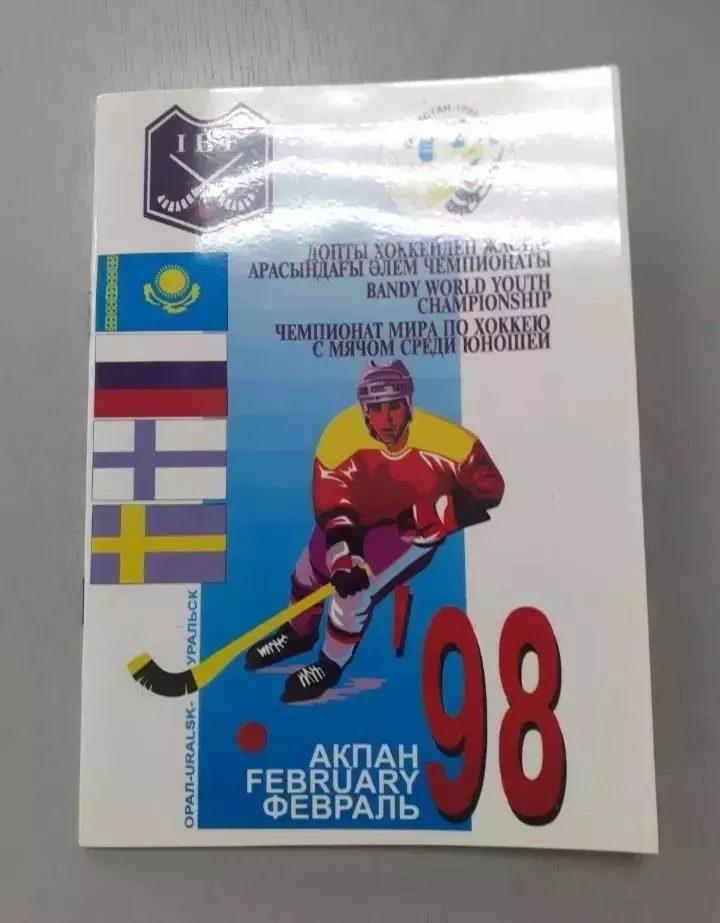 IBF
ДОПТЫ ХОККЕЙДЕН
АРАСЫНДАҒЫ ӘЛЕМ ЧЕМПИОНАТЫ
BANDY WORLD YOUTH
CHAMPIONSHIP
ЧЕМПИОНАТ МИРА ПО ХОККЕЮ
С МЯЧОМ СРЕДИ ЮНОШЕЙ
ОРАЛ-URALSK- УРАЛЬСК
'98
АКПАН
FEBRUARY
ФЕВРАЛЬ